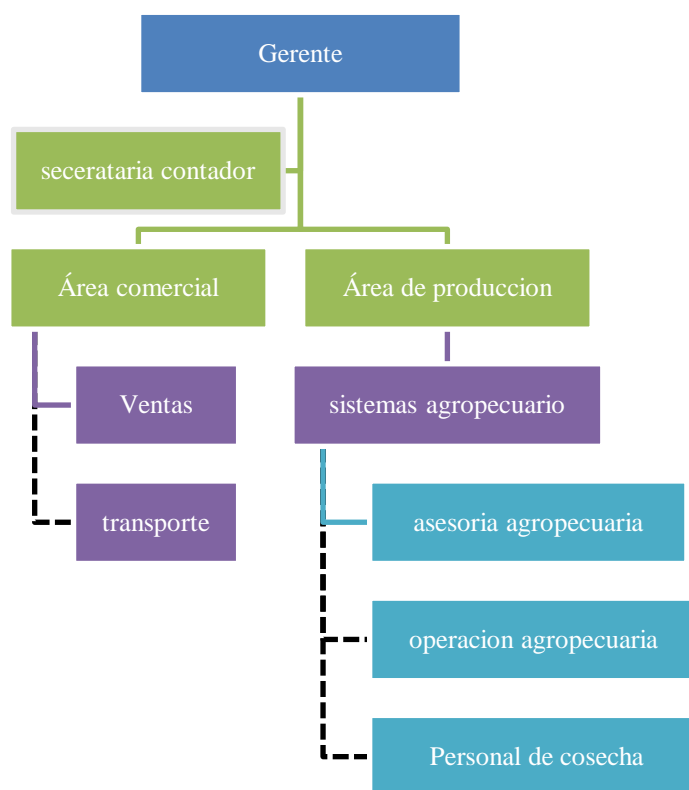 Gerente
secerataria contador
Área comercial
Área de produccion
Ventas
sistemas agropecuario
transporte
asesoria agropecuaria
operacion agropecuaria
Personal de cosecha